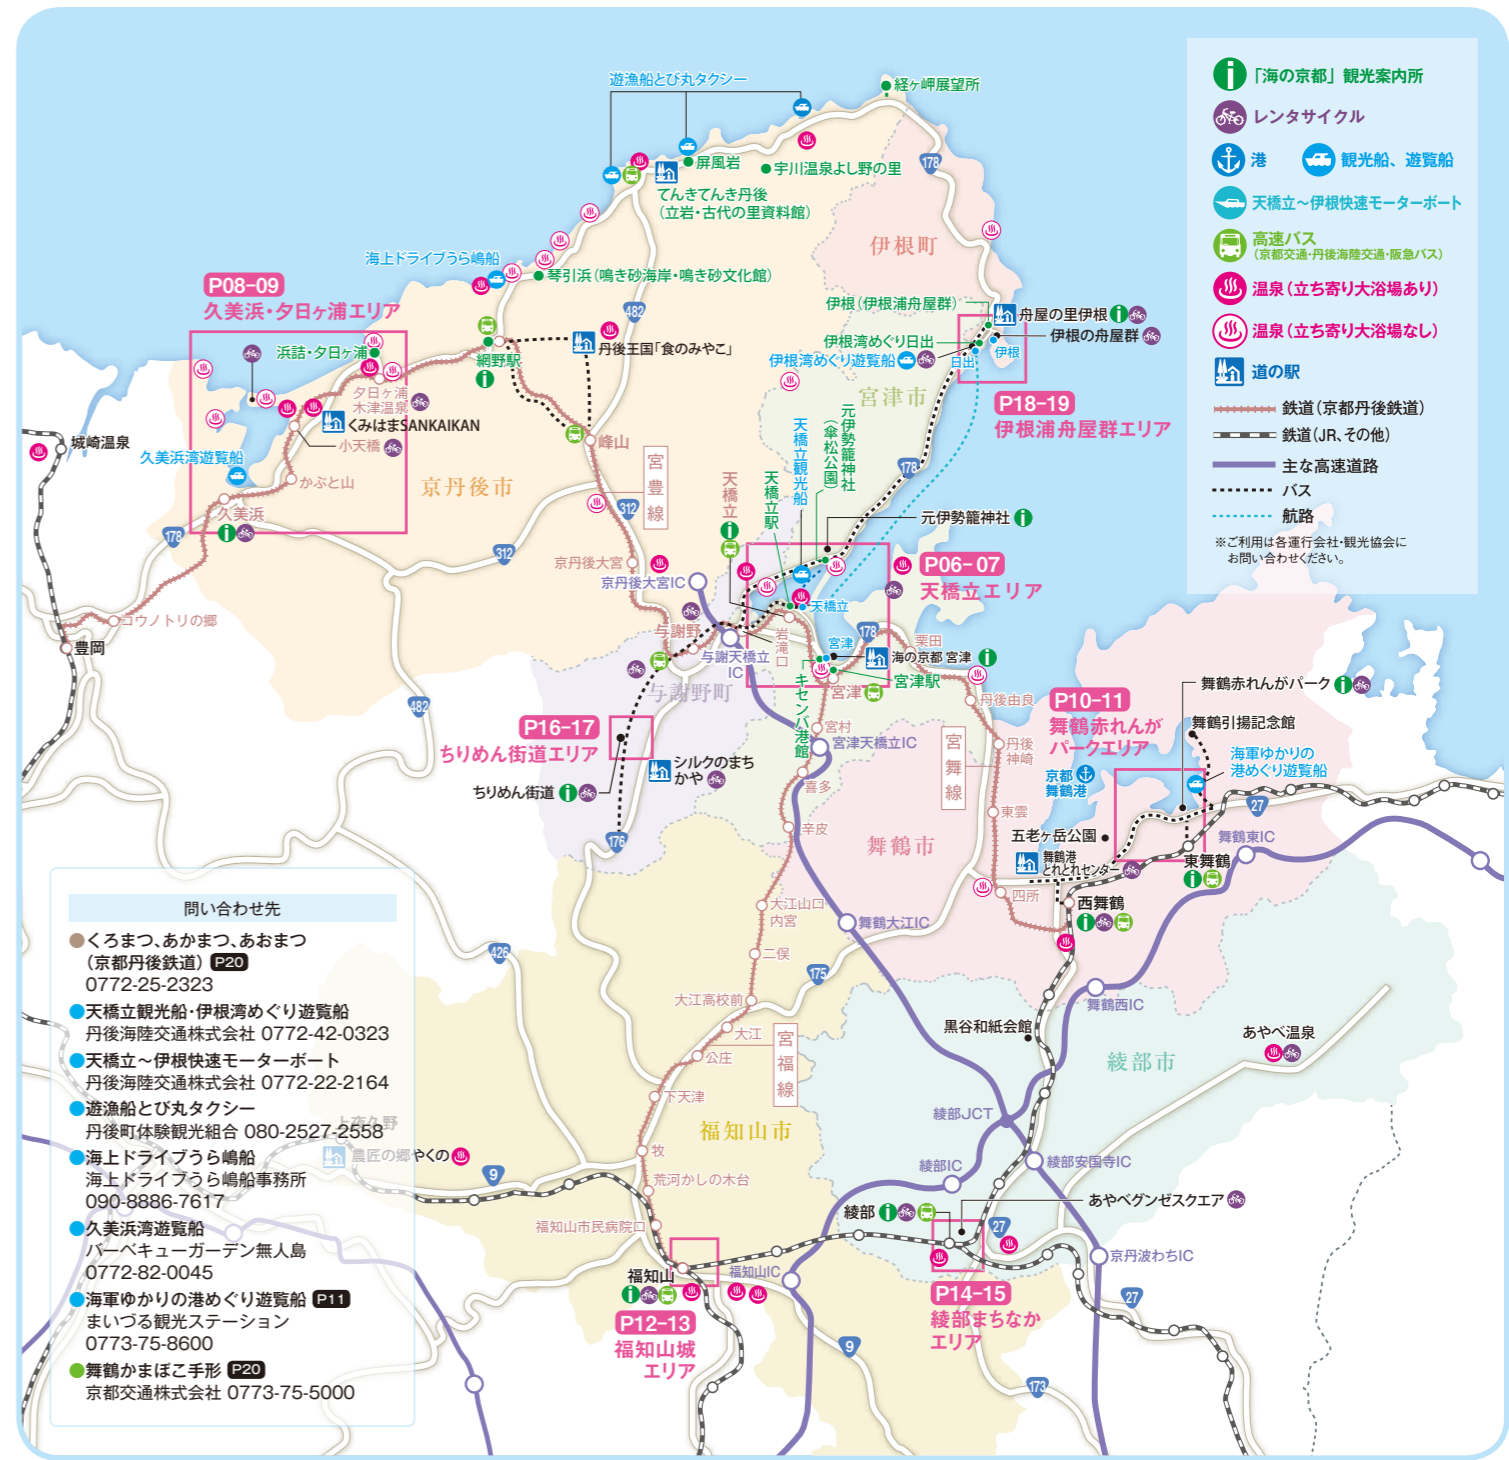 「海の京都」観光案内所
レンタサイクル
港
観光船、遊覧船
天橋立〜伊根快速モーターボート
高速バス
(京都交通・丹後海陸交通・阪急バス)
温泉(立ち寄り大浴場あり)
温泉(立ち寄り大浴場なし)
道の駅
鉄道(京都丹後鉄道)
鉄道(JR、その他)
主な高速道路
バス
航路
※ご利用は各運行会社・観光協会に
お問い合わせください。
遊漁船とび丸タクシー
経ヶ岬展望所
屏風岩
宇川温泉よし野の里
てんきてんき丹後
(立岩・古代の里資料館)
178
伊根町
海上ドライブうら嶋船
琴引浜(鳴き砂海岸・鳴き砂文化館)
P08-09
久美浜・夕日ヶ浦エリア
482
伊根(伊根浦舟屋群)
舟屋の里伊根
伊根の舟屋群
伊根湾めぐり日出
伊根湾めぐり遊覧船
日出
伊根
浜詰・夕日ヶ浦
網野駅
丹後王国「食のみやこ」
夕日ヶ浦
木津温泉
くみはまSANKAIKAN
小天橋
城崎温泉
久美浜湾遊覧船
かぶと山
久美浜
178
京丹後市
峰山
宮豊線
312
312
宮津市
P18-19
伊根浦舟屋群エリア
元伊勢籠神社
(傘松公園)
天橋立観光船
天橋立駅
天橋立
178
元伊勢籠神社
P06-07
天橋立エリア
京丹後大宮
京丹後大宮IC
コウノトリの郷
豊岡
与謝野
与謝天橋立
IC
岩滝口
天橋立
宮津
178
栗田
海の京都 宮津
宮津駅
宮津
キセンバ港館
与謝野町
482
P16-17
ちりめん街道エリア
シルクのまち
かや
ちりめん街道
176
宮村
宮津天橋立IC
喜多
辛皮
丹後由良
丹後
神崎
宮舞線
東雲
P10-11
舞鶴赤れんが
パークエリア
舞鶴赤れんがパーク
舞鶴引揚記念館
海軍ゆかりの
港めぐり遊覧船
京都
舞鶴港
27
舞鶴東IC
五老ヶ岳公園
舞鶴港
とれとれセンター
東舞鶴
舞鶴市
四所
西舞鶴
大江山口
内宮
舞鶴大江IC
二俣
175
426
大江高校前
大江
公庄
宮福線
下天津
牧
荒河かしの木台
福知山市民病院口
福知山市
舞鶴西IC
黒谷和紙会館
あやべ温泉
綾部市
綾部JCT
綾部IC
綾部安国寺IC
あやべグンゼスクエア
綾部
27
京丹波わちIC
27
P14-15
綾部まちなか
エリア
福知山
福知山IC
P12-13
福知山城
エリア
9
173
9
上夜久野
農匠の郷やくの
問い合わせ先
●くろまつ、あかまつ、あおまつ
(京都丹後鉄道) P20
0772-25-2323
●天橋立観光船・伊根湾めぐり遊覧船
丹後海陸交通株式会社 0772-42-0323
●天橋立〜伊根快速モーターボート
丹後海陸交通株式会社 0772-22-2164
●遊漁船とび丸タクシー
丹後町体験観光組合 080-2527-2558
●海上ドライブうら嶋船
海上ドライブうら嶋船事務所
090-8886-7617
●久美浜湾遊覧船
バーベキューガーデン無人島
0772-82-0045
●海軍ゆかりの港めぐり遊覧船 P11
まいづる観光ステーション
0773-75-8600
●舞鶴かまぼこ手形 P20
京都交通株式会社 0773-75-5000